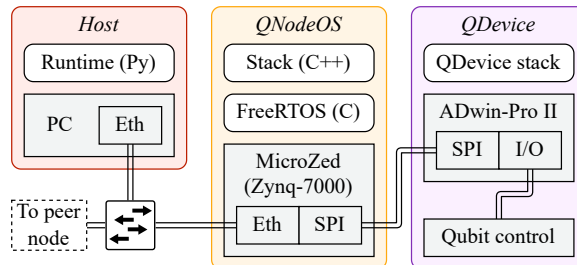 Host
Runtime (Py)
PC
Eth
To peer
node
QNodeOS
Stack (C++)
FreeRTOS (C)
MicroZed
(Zynq-7000)
Eth
SPI
QDevice
QDevice stack
ADwin-Pro II
SPI
I/O
Qubit control